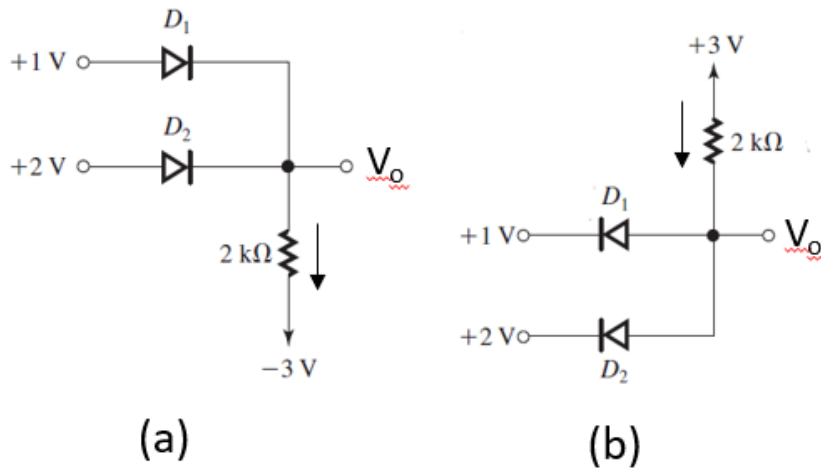 D₁
+1 V
D₂
+2 V
Vₒ
2 kΩ
−3 V
(a)
+3 V
2 kΩ
D₁
+1 V
Vₒ
+2 V
D₂
(b)